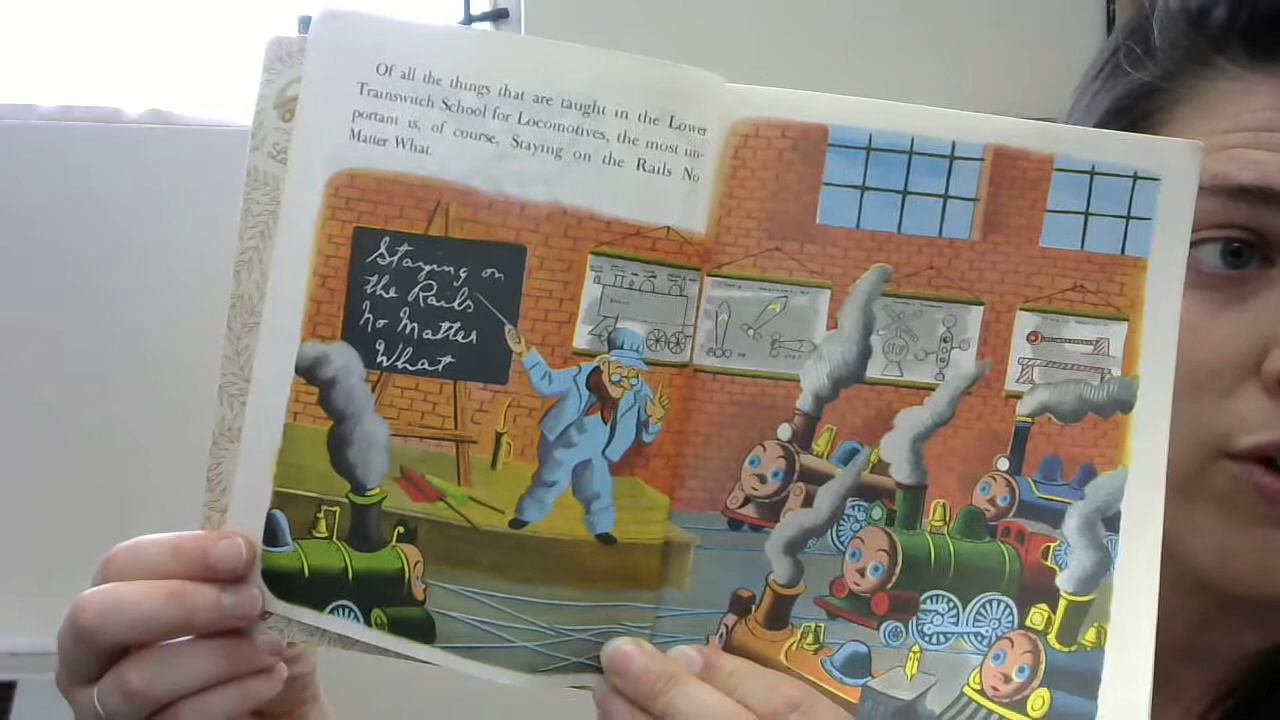 Of all the things that are taught in the Lower
Trainswitch School for Locomotives, the most im-
portant is, of course, Staying on the Rails No
Matter What.
Staying on
the Rails
No Matter
What
STOP